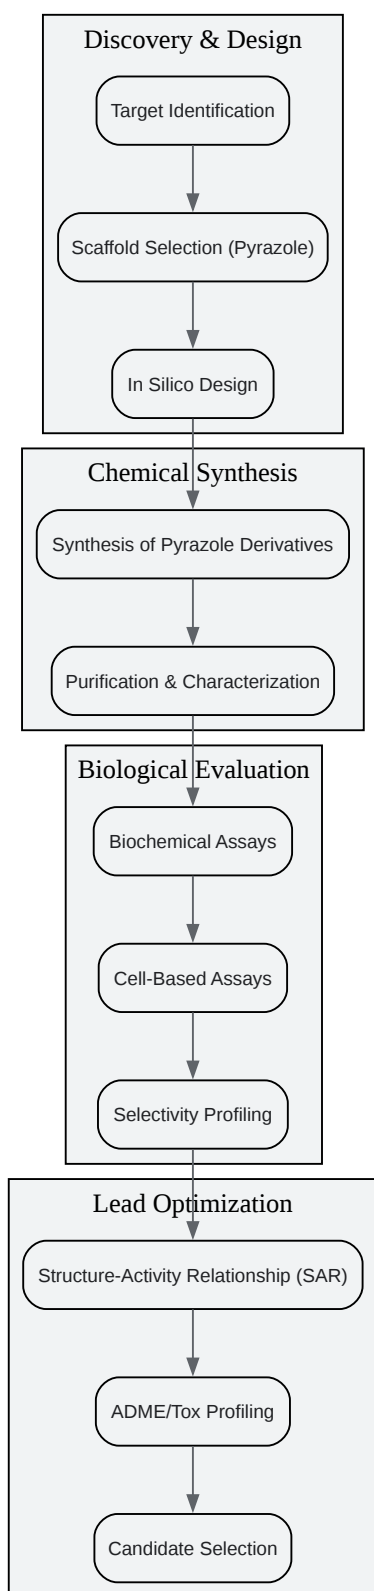 Discovery & Design
Target Identification
Scaffold Selection (Pyrazole)
In Silico Design
Chemical Synthesis
Synthesis of Pyrazole Derivatives
Purification & Characterization
Biological Evaluation
Biochemical Assays
Cell-Based Assays
Selectivity Profiling
Lead Optimization
Structure-Activity Relationship (SAR)
ADME/Tox Profiling
Candidate Selection